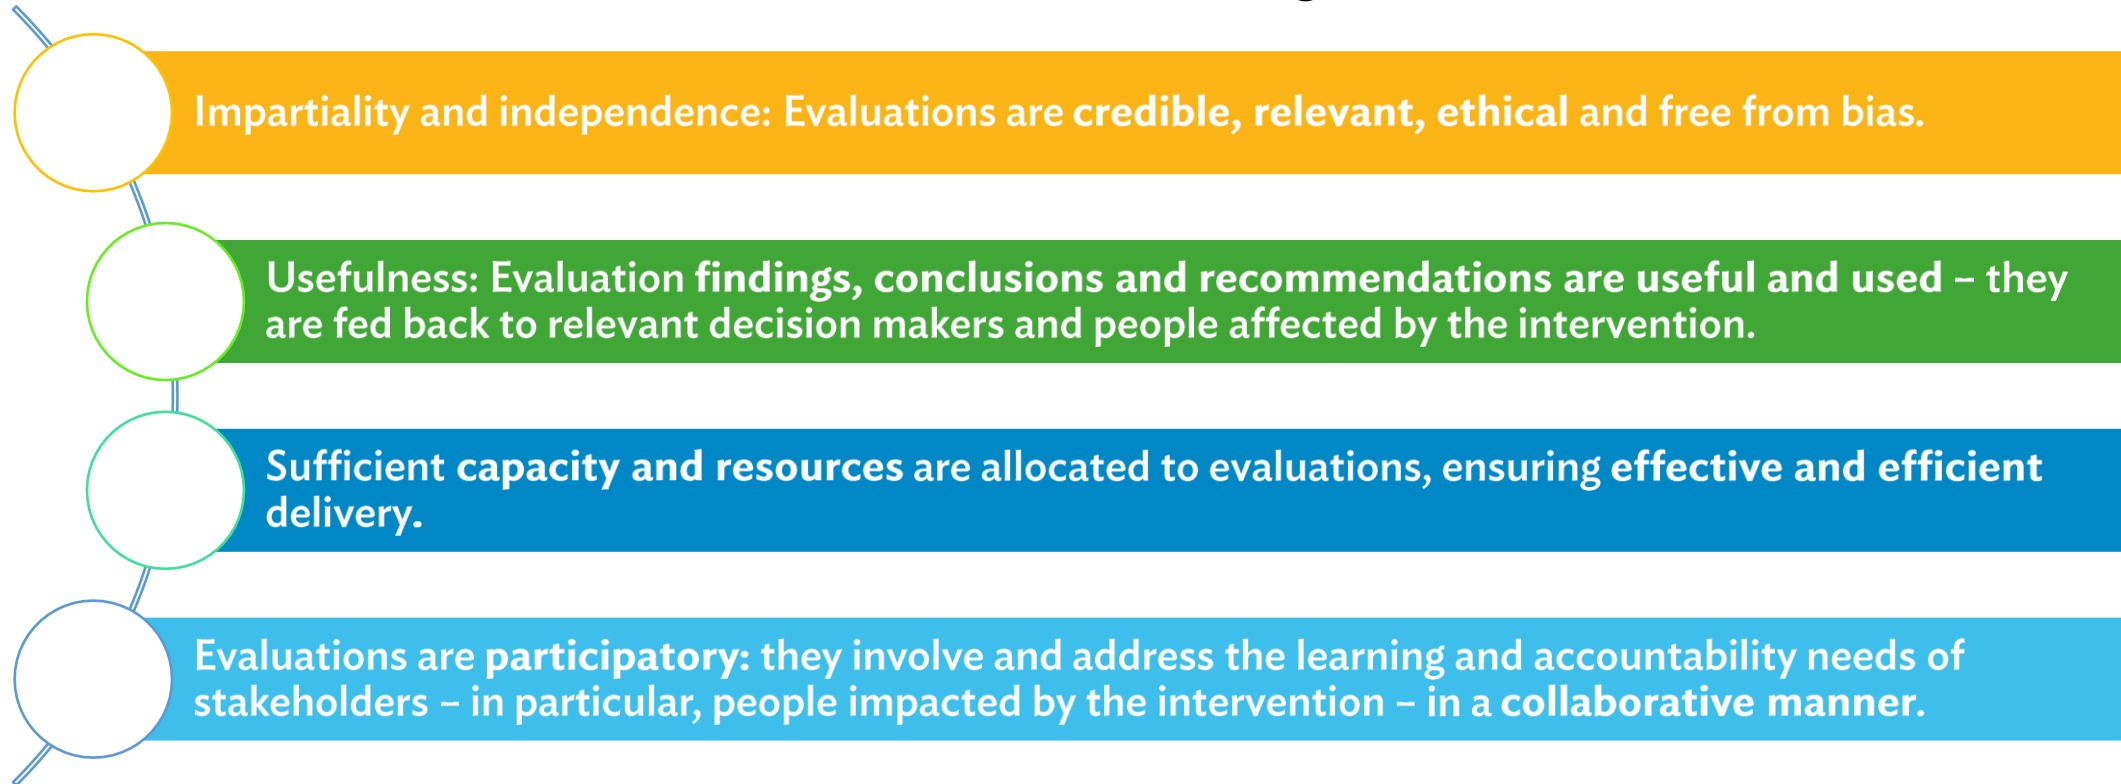 Impartiality and independence: Evaluations are credible, relevant, ethical and free from bias.
Usefulness: Evaluation findings, conclusions and recommendations are useful and used – they
are fed back to relevant decision makers and people affected by the intervention.
Sufficient capacity and resources are allocated to evaluations, ensuring effective and efficient
delivery.
Evaluations are participatory: they involve and address the learning and accountability needs of
stakeholders – in particular, people impacted by the intervention – in a collaborative manner.